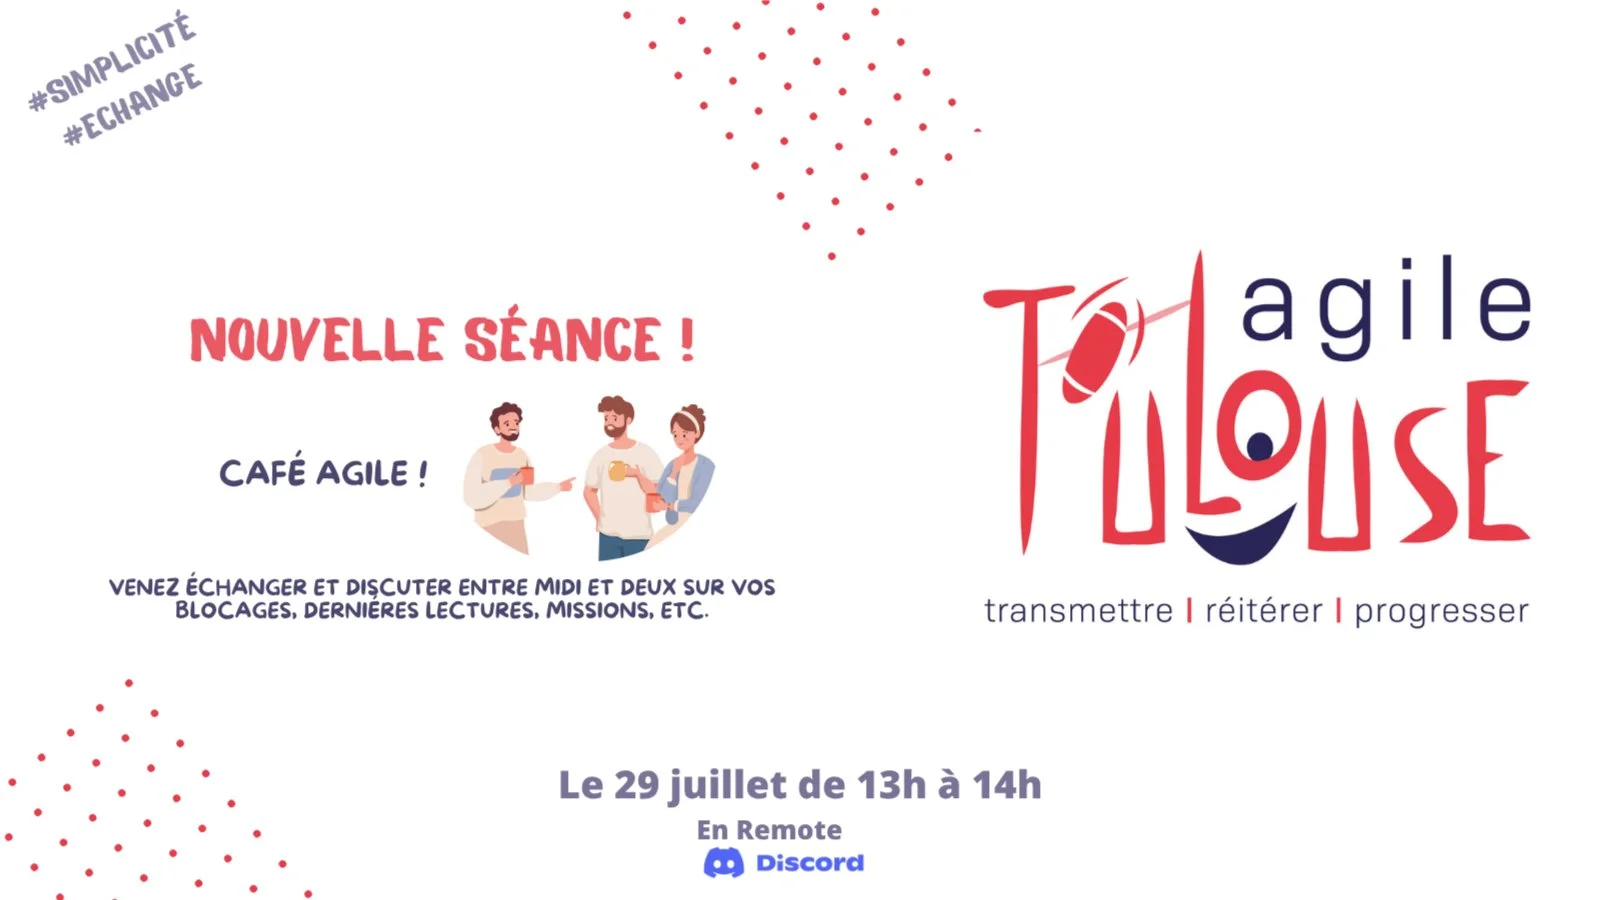 #SIMPLICITÉ
#ECHANGE
NOUVELLE SÉANCE !
CAFÉ AGILE !
VENEZ ÉCHANGER ET DISCUTER ENTRE MIDI ET DEUX SUR VOS
BLOCAGES, DERNIÉRES LECTURES, MISSIONS, ETC.
agile
TOULOUSE
transmettre | réitérer | progresser
Le 29 juillet de 13h à 14h
En Remote
Discord